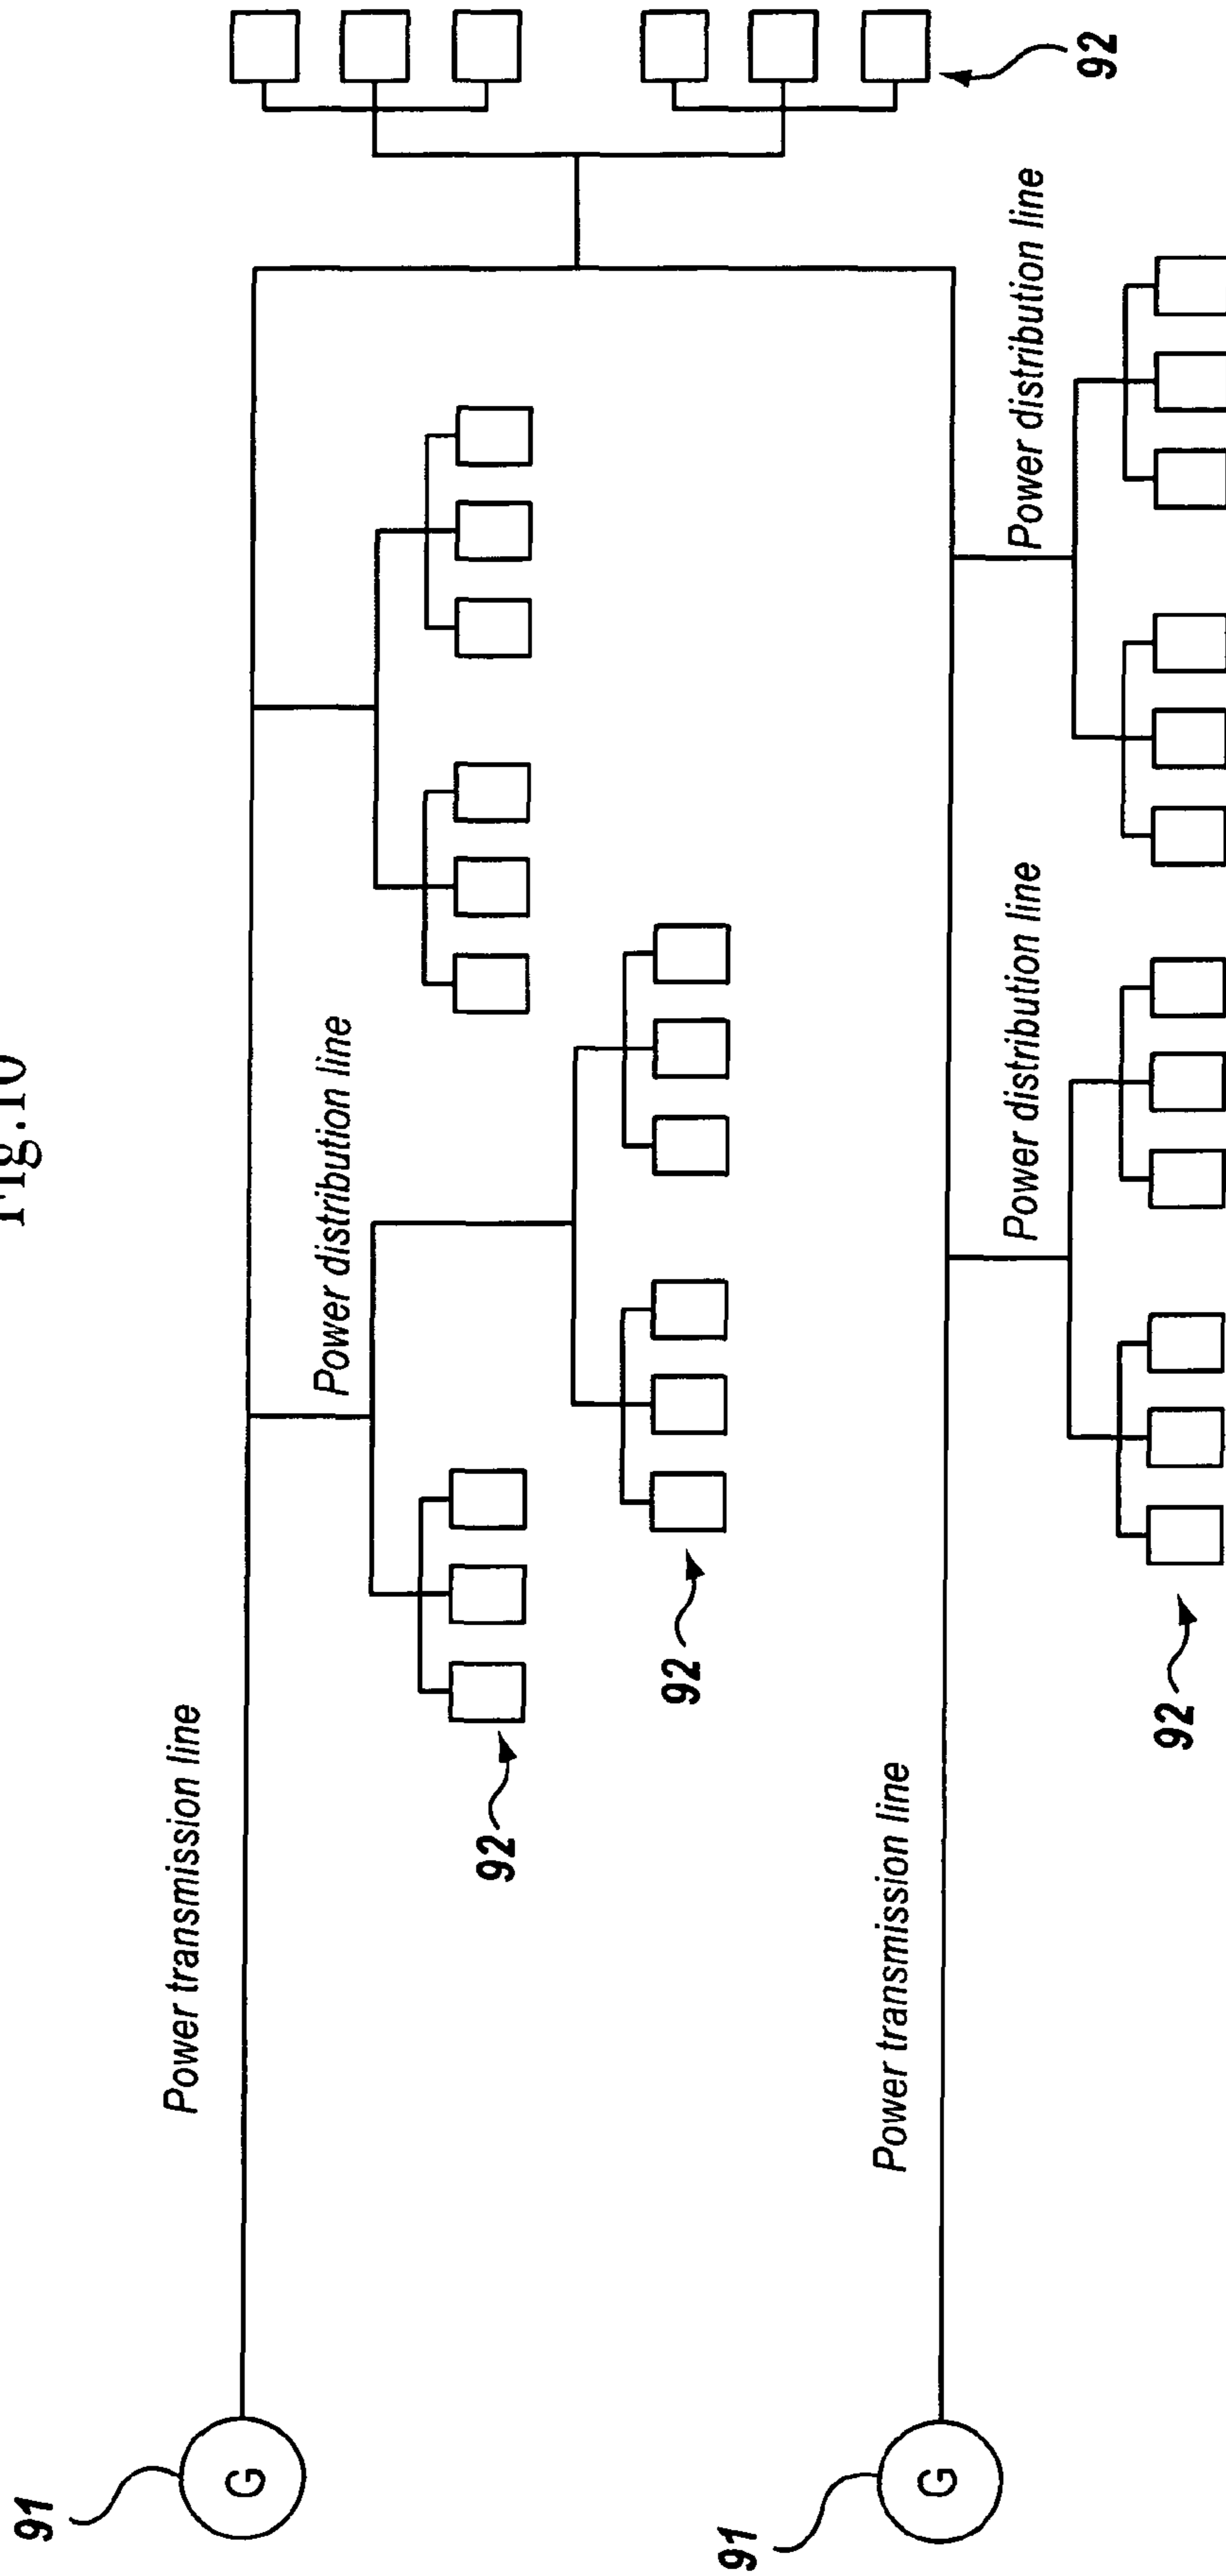 Fig.10
91
G
Power transmission line
92
Power distribution line
92
92
91
G
Power transmission line
92
Power distribution line
Power distribution line